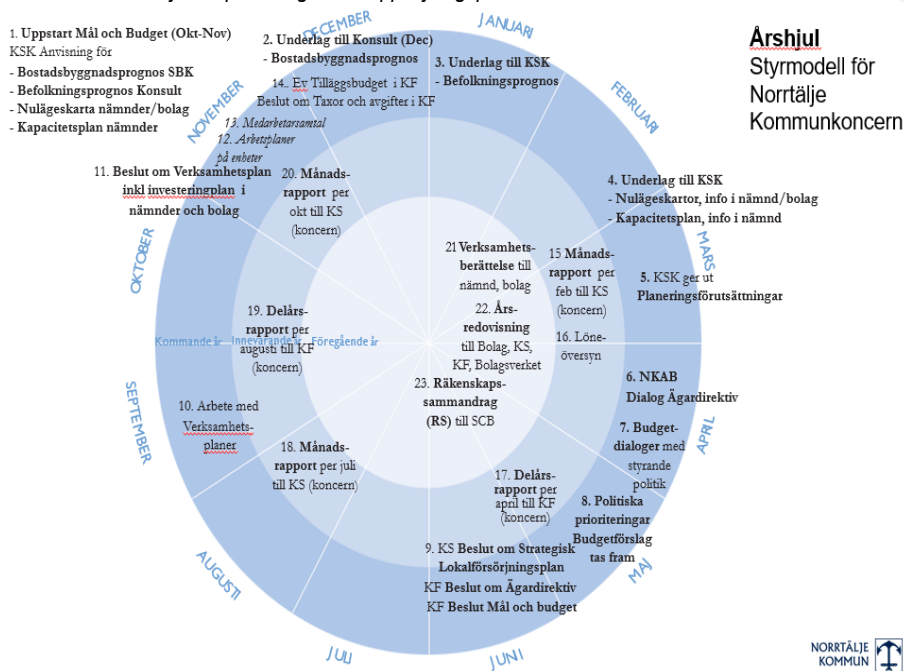 Årshjul
Styrmodell för
Norrtälje
Kommunkoncern
1. Uppstart Mål och Budget (Okt-Nov)
KSK Anvisning för
- Bostadsbyggnadsprognos SBK
- Befolkningsprognos Konsult
- Nulägeskarta nämnder/bolag
- Kapacitetsplan nämnder
2. Underlag till Konsult (Dec)
- Bostadsbyggnadsprognos
14.. Ev Tilläggsbudget i KF
Beslut om Taxor och avgifter i KF
13. Medarbetarsamtal
12. Arbetsplaner
på enheter
11. Beslut om Verksamhetsplan
inkl investeringplan i
nämnder och bolag
3. Underlag till KSK
- Befolkningsprognos
4. Underlag till KSK
- Nulägeskartor, info i nämnd/bolag
- Kapacitetsplan, info i nämnd
5. KSK ger ut
Planeringsförutsättningar
6. NKAB
Dialog Ägardirektiv
7. Budget-
dialoger med
styrande
politik
8. Politiska
prioriteringar
Budgetförslag
tas fram
9. KS Beslut om Strategisk
Lokalförsörjningsplan
KF Beslut om Ägardirektiv
KF Beslut Mål och budget
10. Arbete med
Verksamhets-
planer
20. Månads-
rapport per
okt till KS
(koncern)
15 Månads-
rapport per
feb till KS
(koncern)
16. Löne-
översyn
17. Delårs-
rapport per
april till KF
(koncern)
18. Månads-
rapport per juli
till KS (koncern)
19. Delårs-
rapport per
augusti till KF
(koncern)
21 Verksamhets-
berättelse till
nämnd, bolag
22. Års-
redovisning
till Bolag, KS,
KF, Bolagsverket
23. Räkenskaps-
sammandrag
(RS) till SCB
Kommande år Innevarande år Föregående år
JANUARI
FEBRUARI
MARS
APRIL
MAJ
JUNI
JULI
AUGUSTI
SEPTEMBER
OKTOBER
NOVEMBER
DECEMBER
NORRTÄLJE
KOMMUN